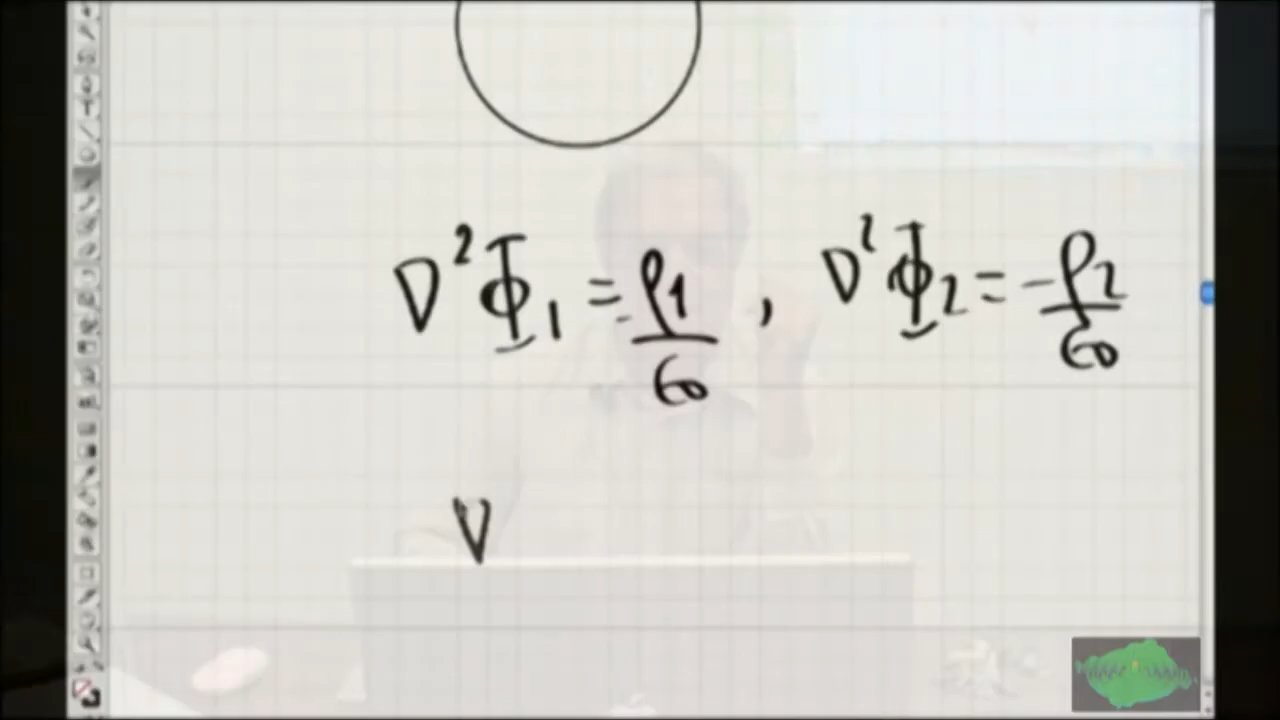 ∇²Φ₁ = -ρ₁/ε₀ , ∇²Φ₂ = -ρ₂/ε₀
∇